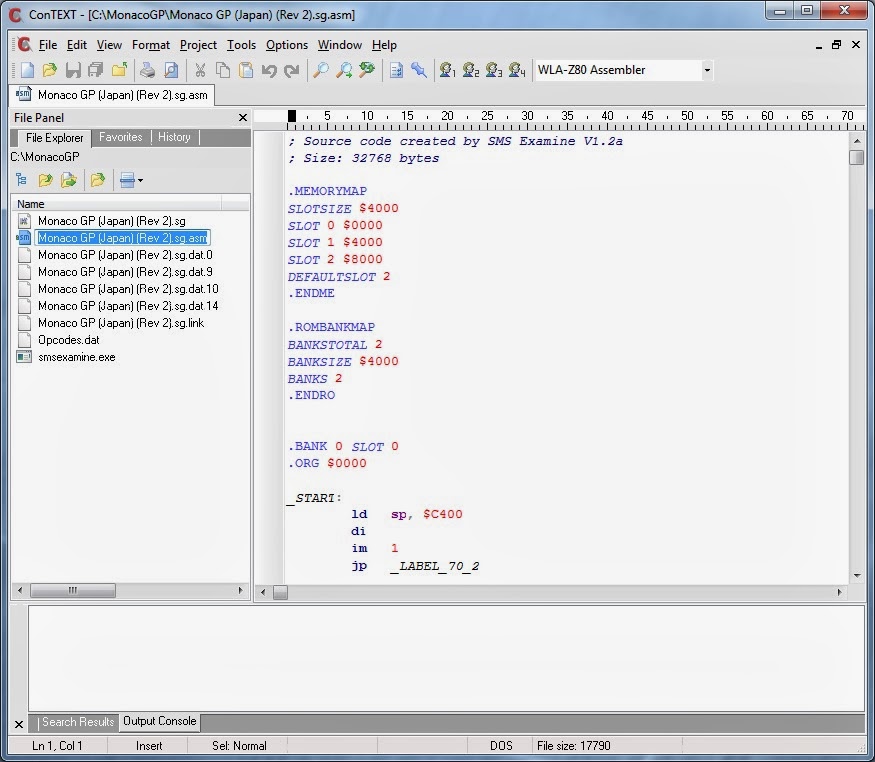 ConTEXT - [C:\MonacoGP\Monaco GP (Japan) (Rev 2).sg.asm]
File Edit View Format Project Tools Options Window Help
1 2 3 4 WLA-Z80 Assembler
Monaco GP (Japan) (Rev 2).sg.asm
File Panel
File Explorer Favorites History
C:\MonacoGP
Name
Monaco GP (Japan) (Rev 2).sg
Monaco GP (Japan) (Rev 2).sg.asm
Monaco GP (Japan) (Rev 2).sg.dat.0
Monaco GP (Japan) (Rev 2).sg.dat.9
Monaco GP (Japan) (Rev 2).sg.dat.10
Monaco GP (Japan) (Rev 2).sg.dat.14
Monaco GP (Japan) (Rev 2).sg.link
Opcodes.dat
smsexamine.exe
5 10 15 20 25 30 35 40 45 50 55 60 65 70
; Source code created by SMS Examine V1.2a
; Size: 32768 bytes
.MEMORYMAP
SLOTSIZE $4000
SLOT 0 $0000
SLOT 1 $4000
SLOT 2 $8000
DEFAULTSLOT 2
.ENDME
.ROMBANKMAP
BANKSTOTAL 2
BANKSIZE $4000
BANKS 2
.ENDRO
.BANK 0 SLOT 0
.ORG $0000
_START:
ld sp, $C400
di
im 1
jp _LABEL_70_2
Search Results Output Console
Ln 1, Col 1 Insert Sel: Normal DOS File size: 17790